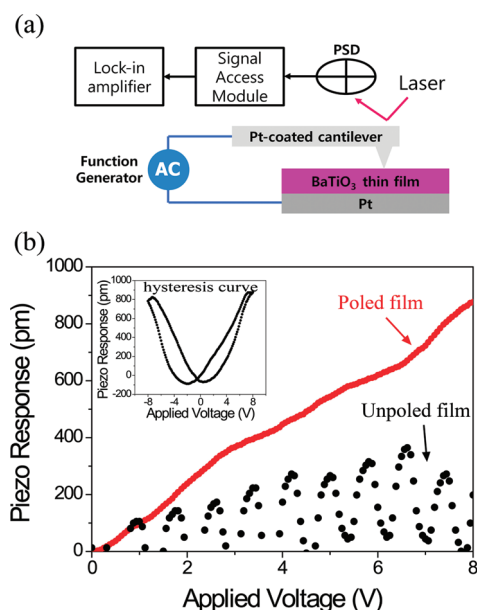 (a)
PSD
Lock-in
amplifier
Signal
Access
Module
Laser
Pt-coated cantilever
Function
Generator
AC
BaTiO₃ thin film
Pt
(b)
1000
800
600
400
200
0
Piezo Response (pm)
hysteresis curve
1000
800
600
400
200
0
-200
Piezo Response (pm)
-8 -4 0 4 8
Applied Voltage (V)
Poled film
Unpoled film
0 2 4 6 8
Applied Voltage (V)